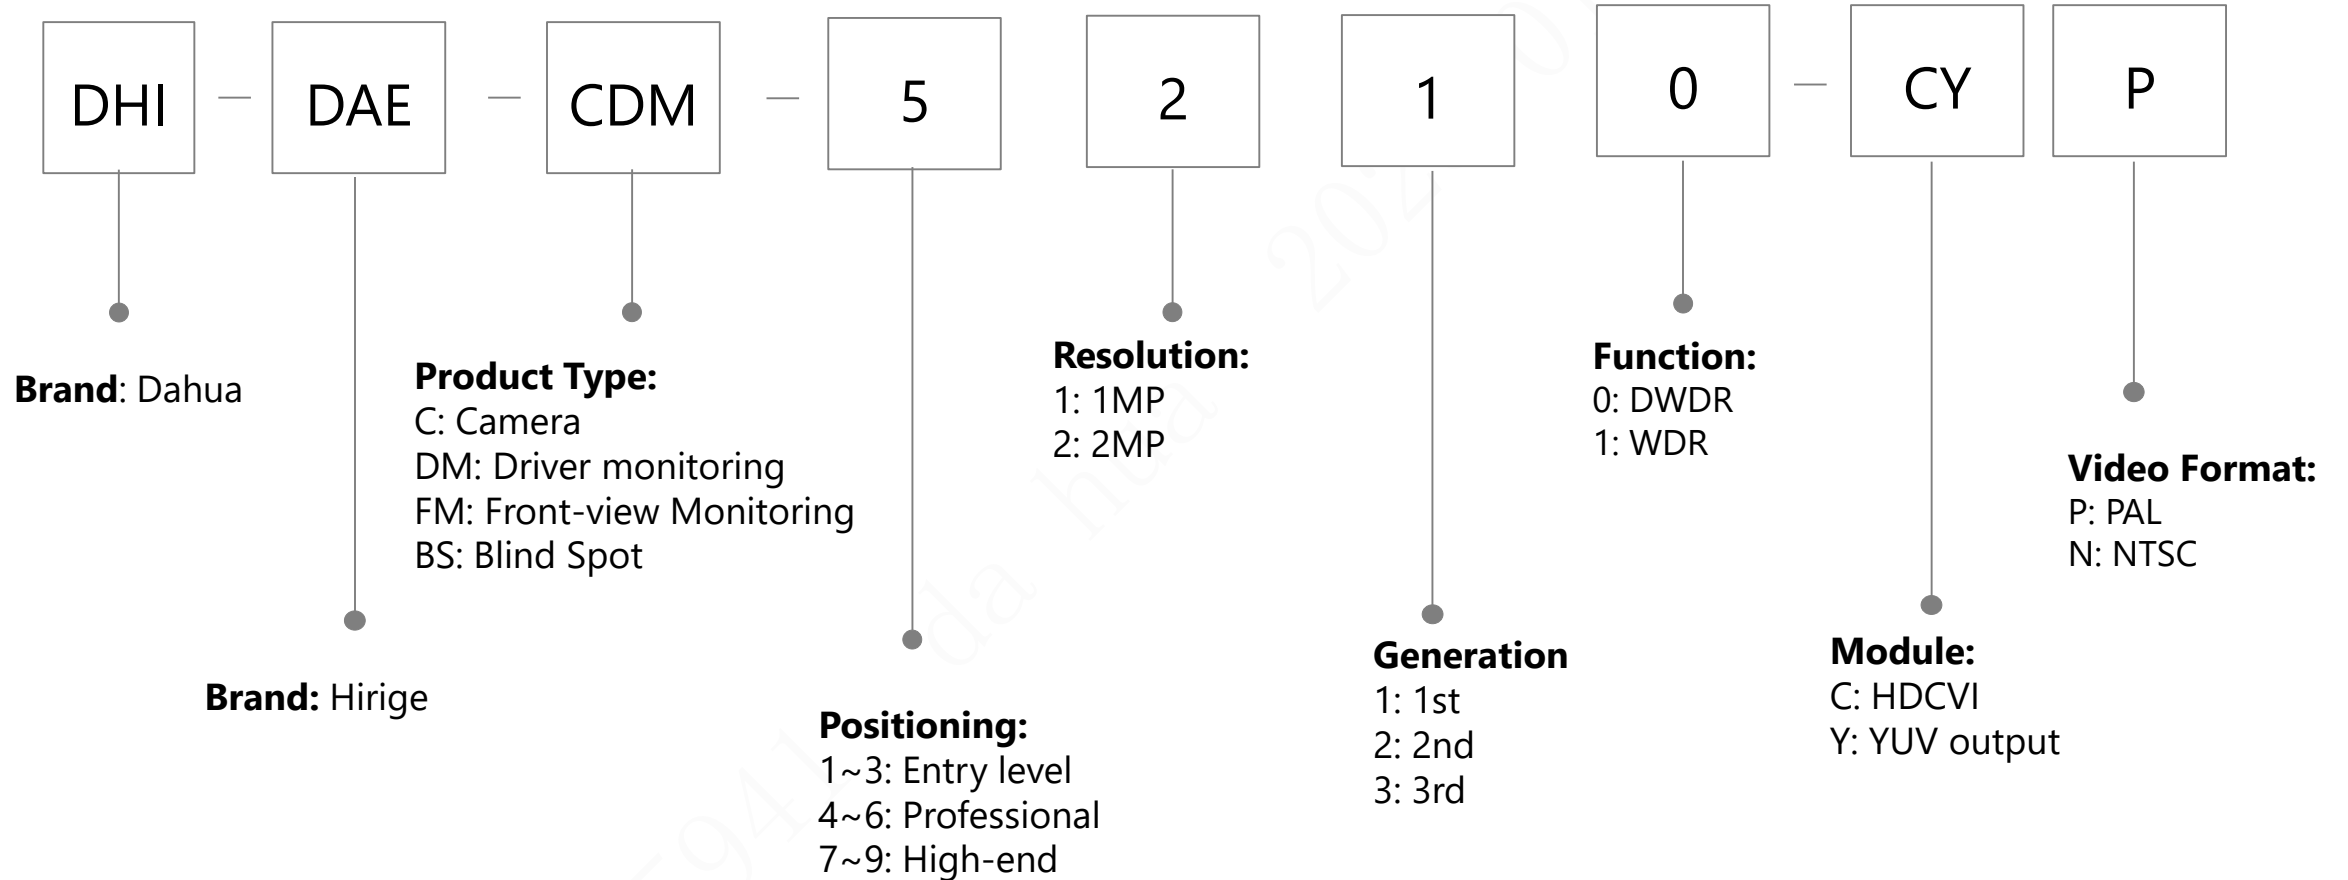 DHI — DAE — CDM — 5 2 1 0 — CY P
Brand: Dahua
Brand: Hirige
Product Type:
C: Camera
DM: Driver monitoring
FM: Front-view Monitoring
BS: Blind Spot
Positioning:
1~3: Entry level
4~6: Professional
7~9: High-end
Resolution:
1: 1MP
2: 2MP
Generation
1: 1st
2: 2nd
3: 3rd
Function:
0: DWDR
1: WDR
Module:
C: HDCVI
Y: YUV output
Video Format:
P: PAL
N: NTSC